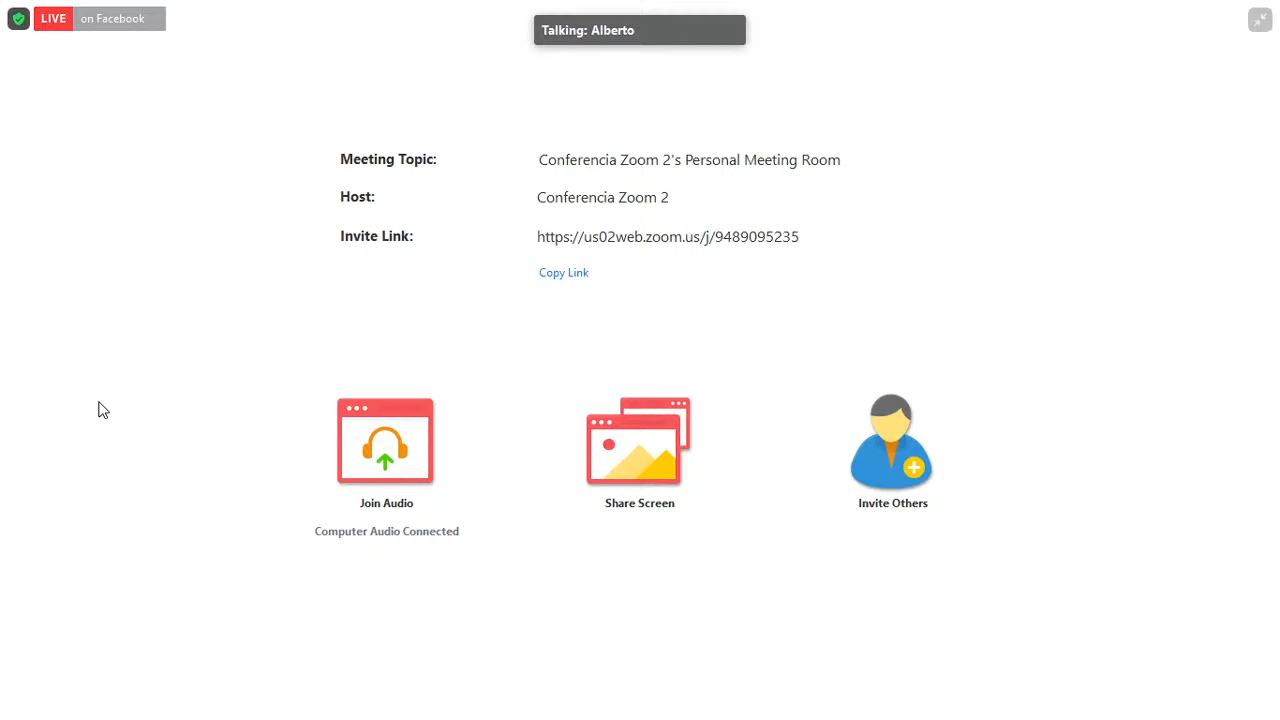 LIVE on Facebook
Talking: Alberto
Meeting Topic: Conferencia Zoom 2's Personal Meeting Room
Host: Conferencia Zoom 2
Invite Link: https://us02web.zoom.us/j/9489095235
Copy Link
Join Audio
Share Screen
Invite Others
Computer Audio Connected